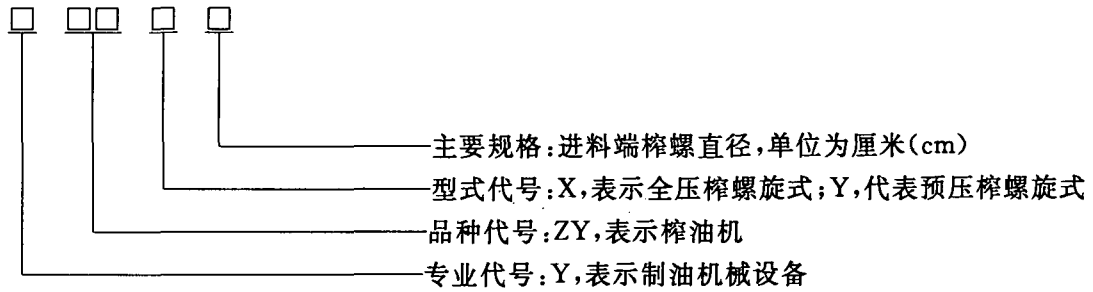 □ □□ □ □
主要规格:进料端榨螺直径,单位为厘米(cm)
型式代号:X,表示全压榨螺旋式;Y,代表预压榨螺旋式
品种代号:ZY,表示榨油机
专业代号:Y,表示制油机械设备